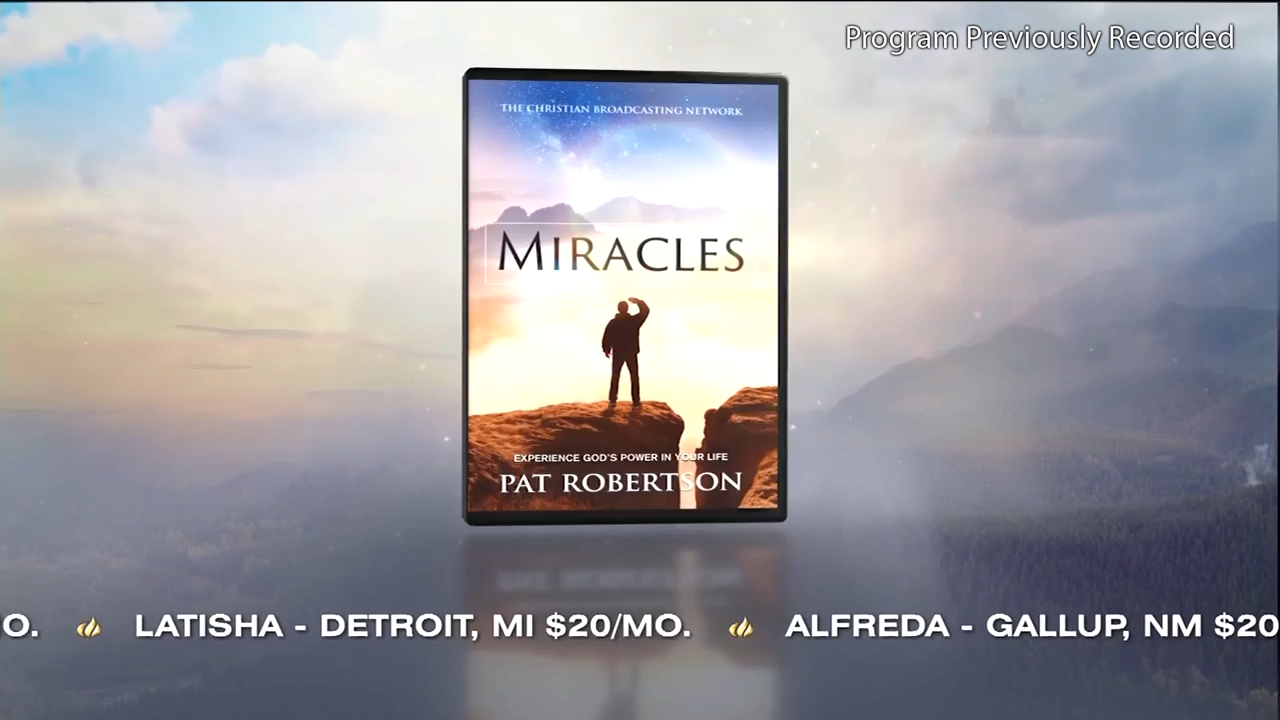 Program Previously Recorded
THE CHRISTIAN BROADCASTING NETWORK
MIRACLES
EXPERIENCE GOD'S POWER IN YOUR LIFE
PAT ROBERTSON
O. LATISHA - DETROIT, MI $20/MO. ALFREDA - GALLUP, NM $20